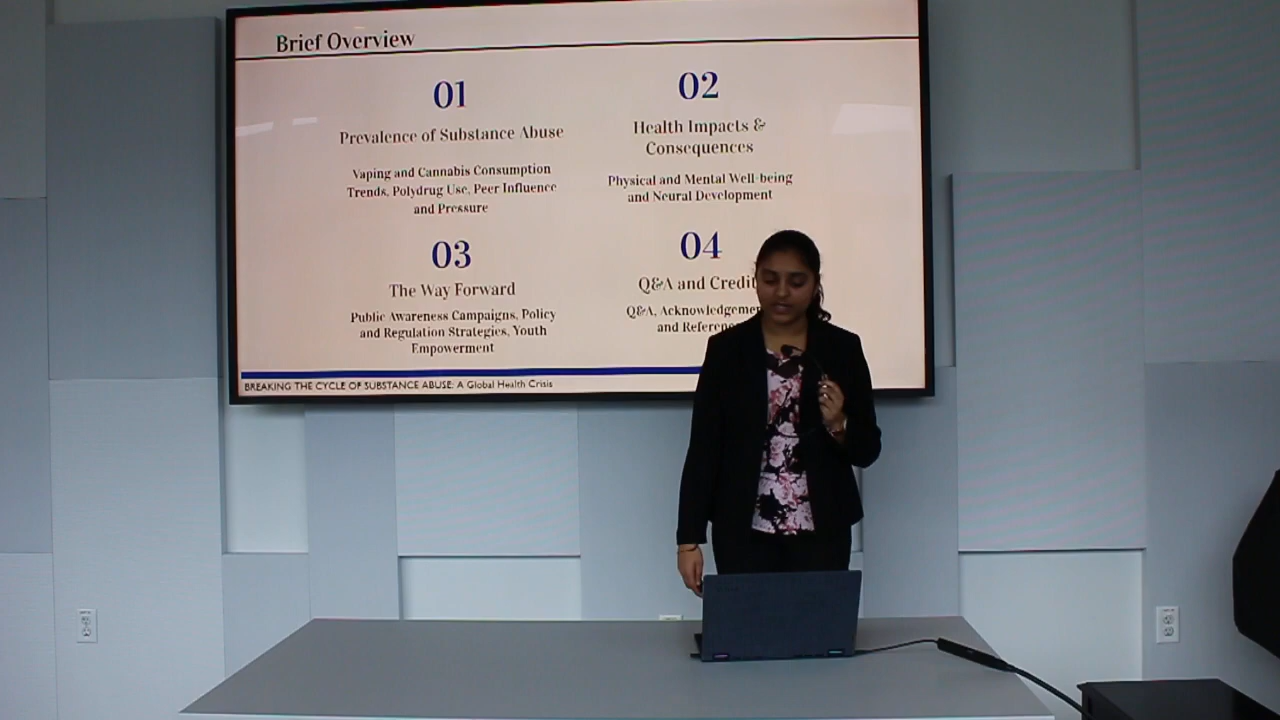 Brief Overview
01
Prevalence of Substance Abuse
Vaping and Cannabis Consumption
Trends, Polydrug Use, Peer Influence
and Pressure
02
Health Impacts &
Consequences
Physical and Mental Well-being
and Neural Development
03
The Way Forward
Public Awareness Campaigns, Policy
and Regulation Strategies, Youth
Empowerment
04
Q&A and Credit
Q&A, Acknowledgemen
and Referenc
BREAKING THE CYCLE OF SUBSTANCE ABUSE: A Global Health Crisis